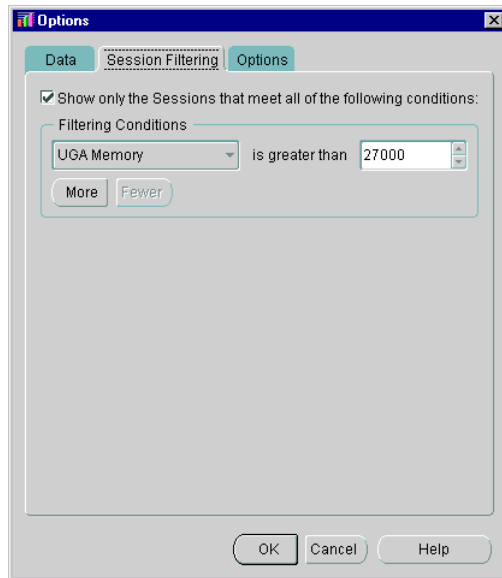 Options
Data Session Filtering Options
Show only the Sessions that meet all of the following conditions:
Filtering Conditions
UGA Memory is greater than 27000
More Fewer
OK Cancel Help